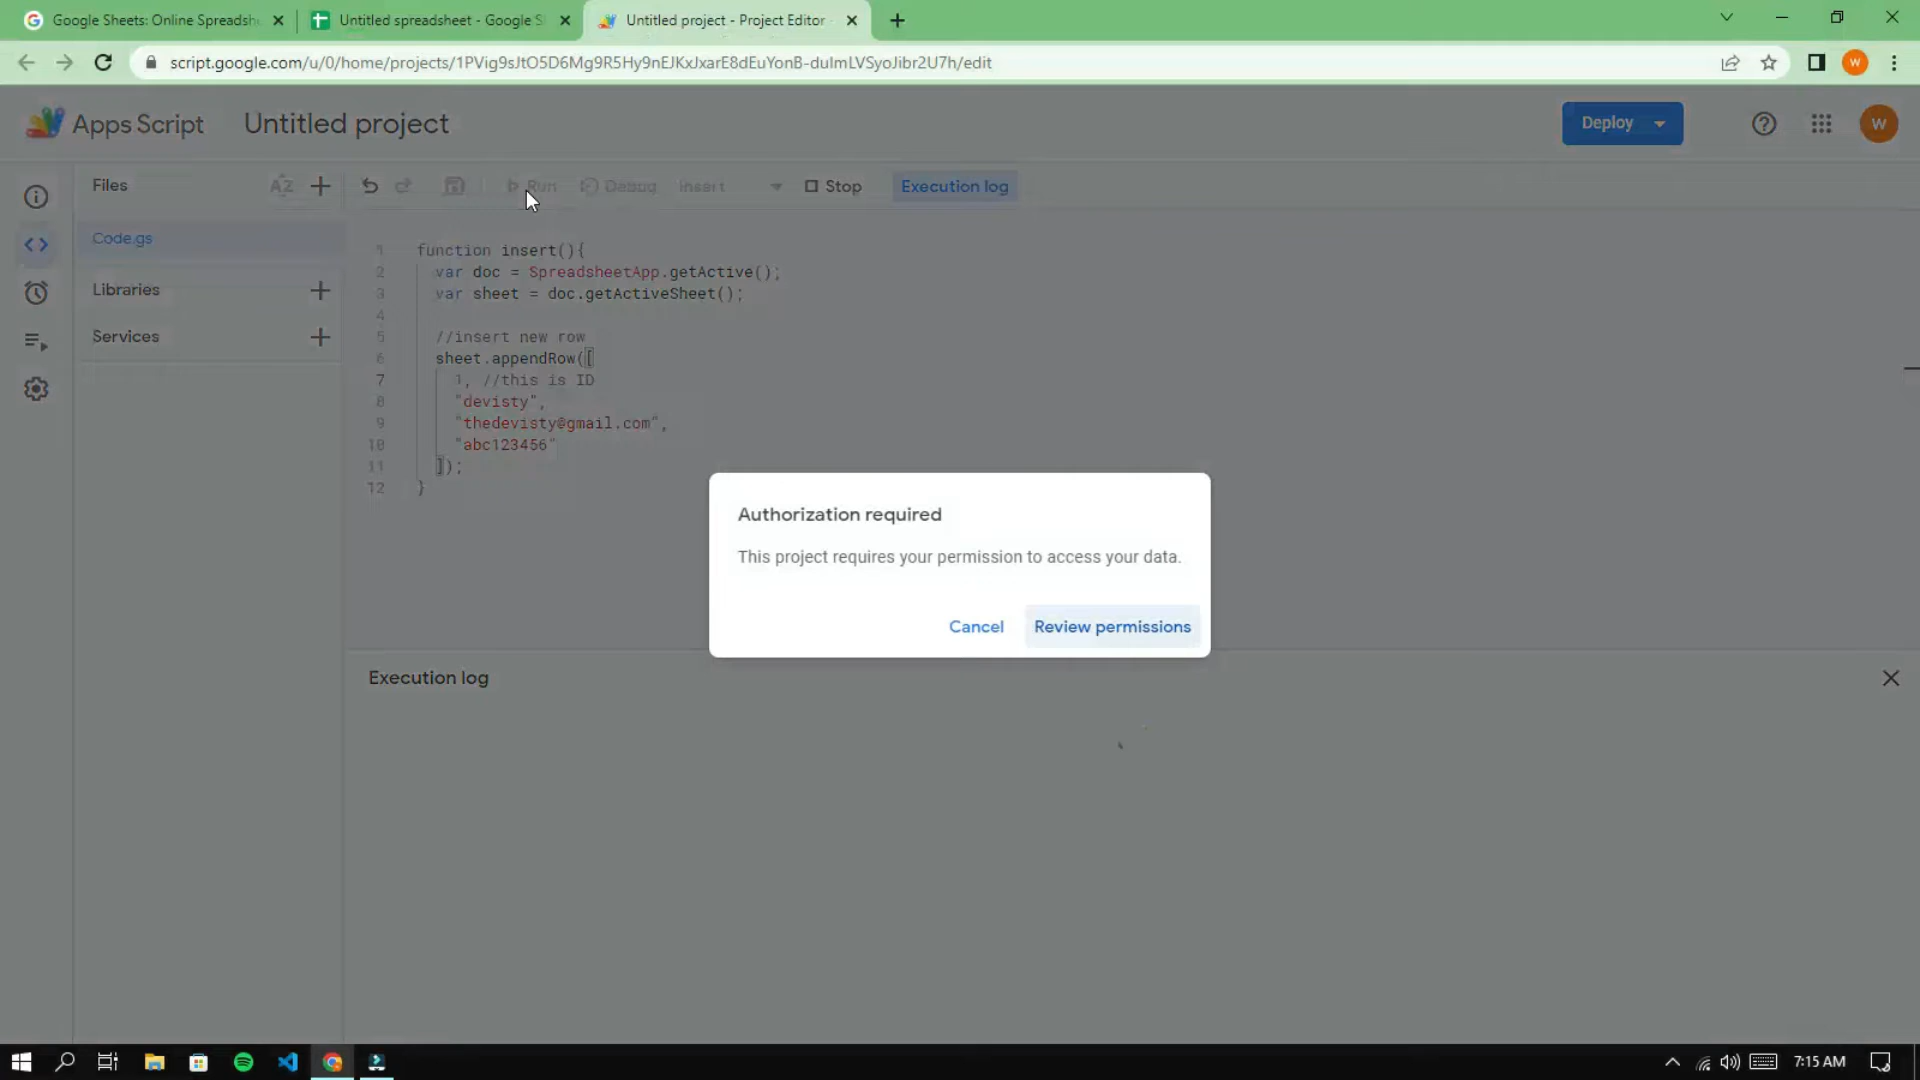 Google Sheets: Online Spreadsh
Untitled spreadsheet - Google S
Untitled project - Project Editor
script.google.com/u/0/home/projects/1PVig9sJtO5D6Mg9R5Hy9nEJKxJxarE8dEuYonB-dulmLVSyoJibr2U7h/edit
W
Apps Script
Untitled project
Deploy
W
Files
AZ
Run
Debug
Insert
Stop
Execution log
Code.gs
Libraries
Services
1 function insert(){
2 var doc = SpreadsheetApp.getActive();
3 var sheet = doc.getActiveSheet();
4
5 //insert new row
6 sheet.appendRow([
7 1, //this is ID
8 "devisty",
9 "thedevisty@gmail.com",
10 "abc123456"
11 ]);
12 }
Authorization required
This project requires your permission to access your data.
Cancel
Review permissions
Execution log
7:15 AM